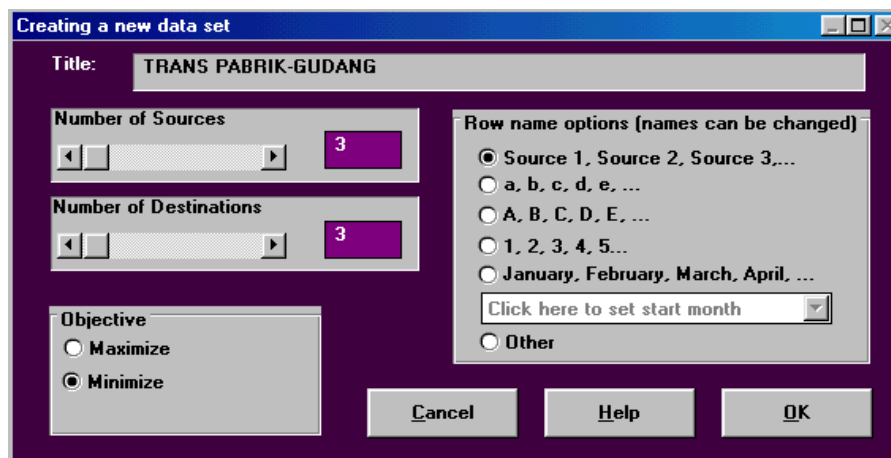 Creating a new data set
Title:
TRANS PABRIK-GUDANG
Number of Sources
3
Number of Destinations
3
Objective
Maximize
Minimize
Row name options (names can be changed)
Source 1, Source 2, Source 3,...
a, b, c, d, e, ...
A, B, C, D, E, ...
1, 2, 3, 4, 5...
January, February, March, April, ...
Click here to set start month
Other
Cancel
Help
OK